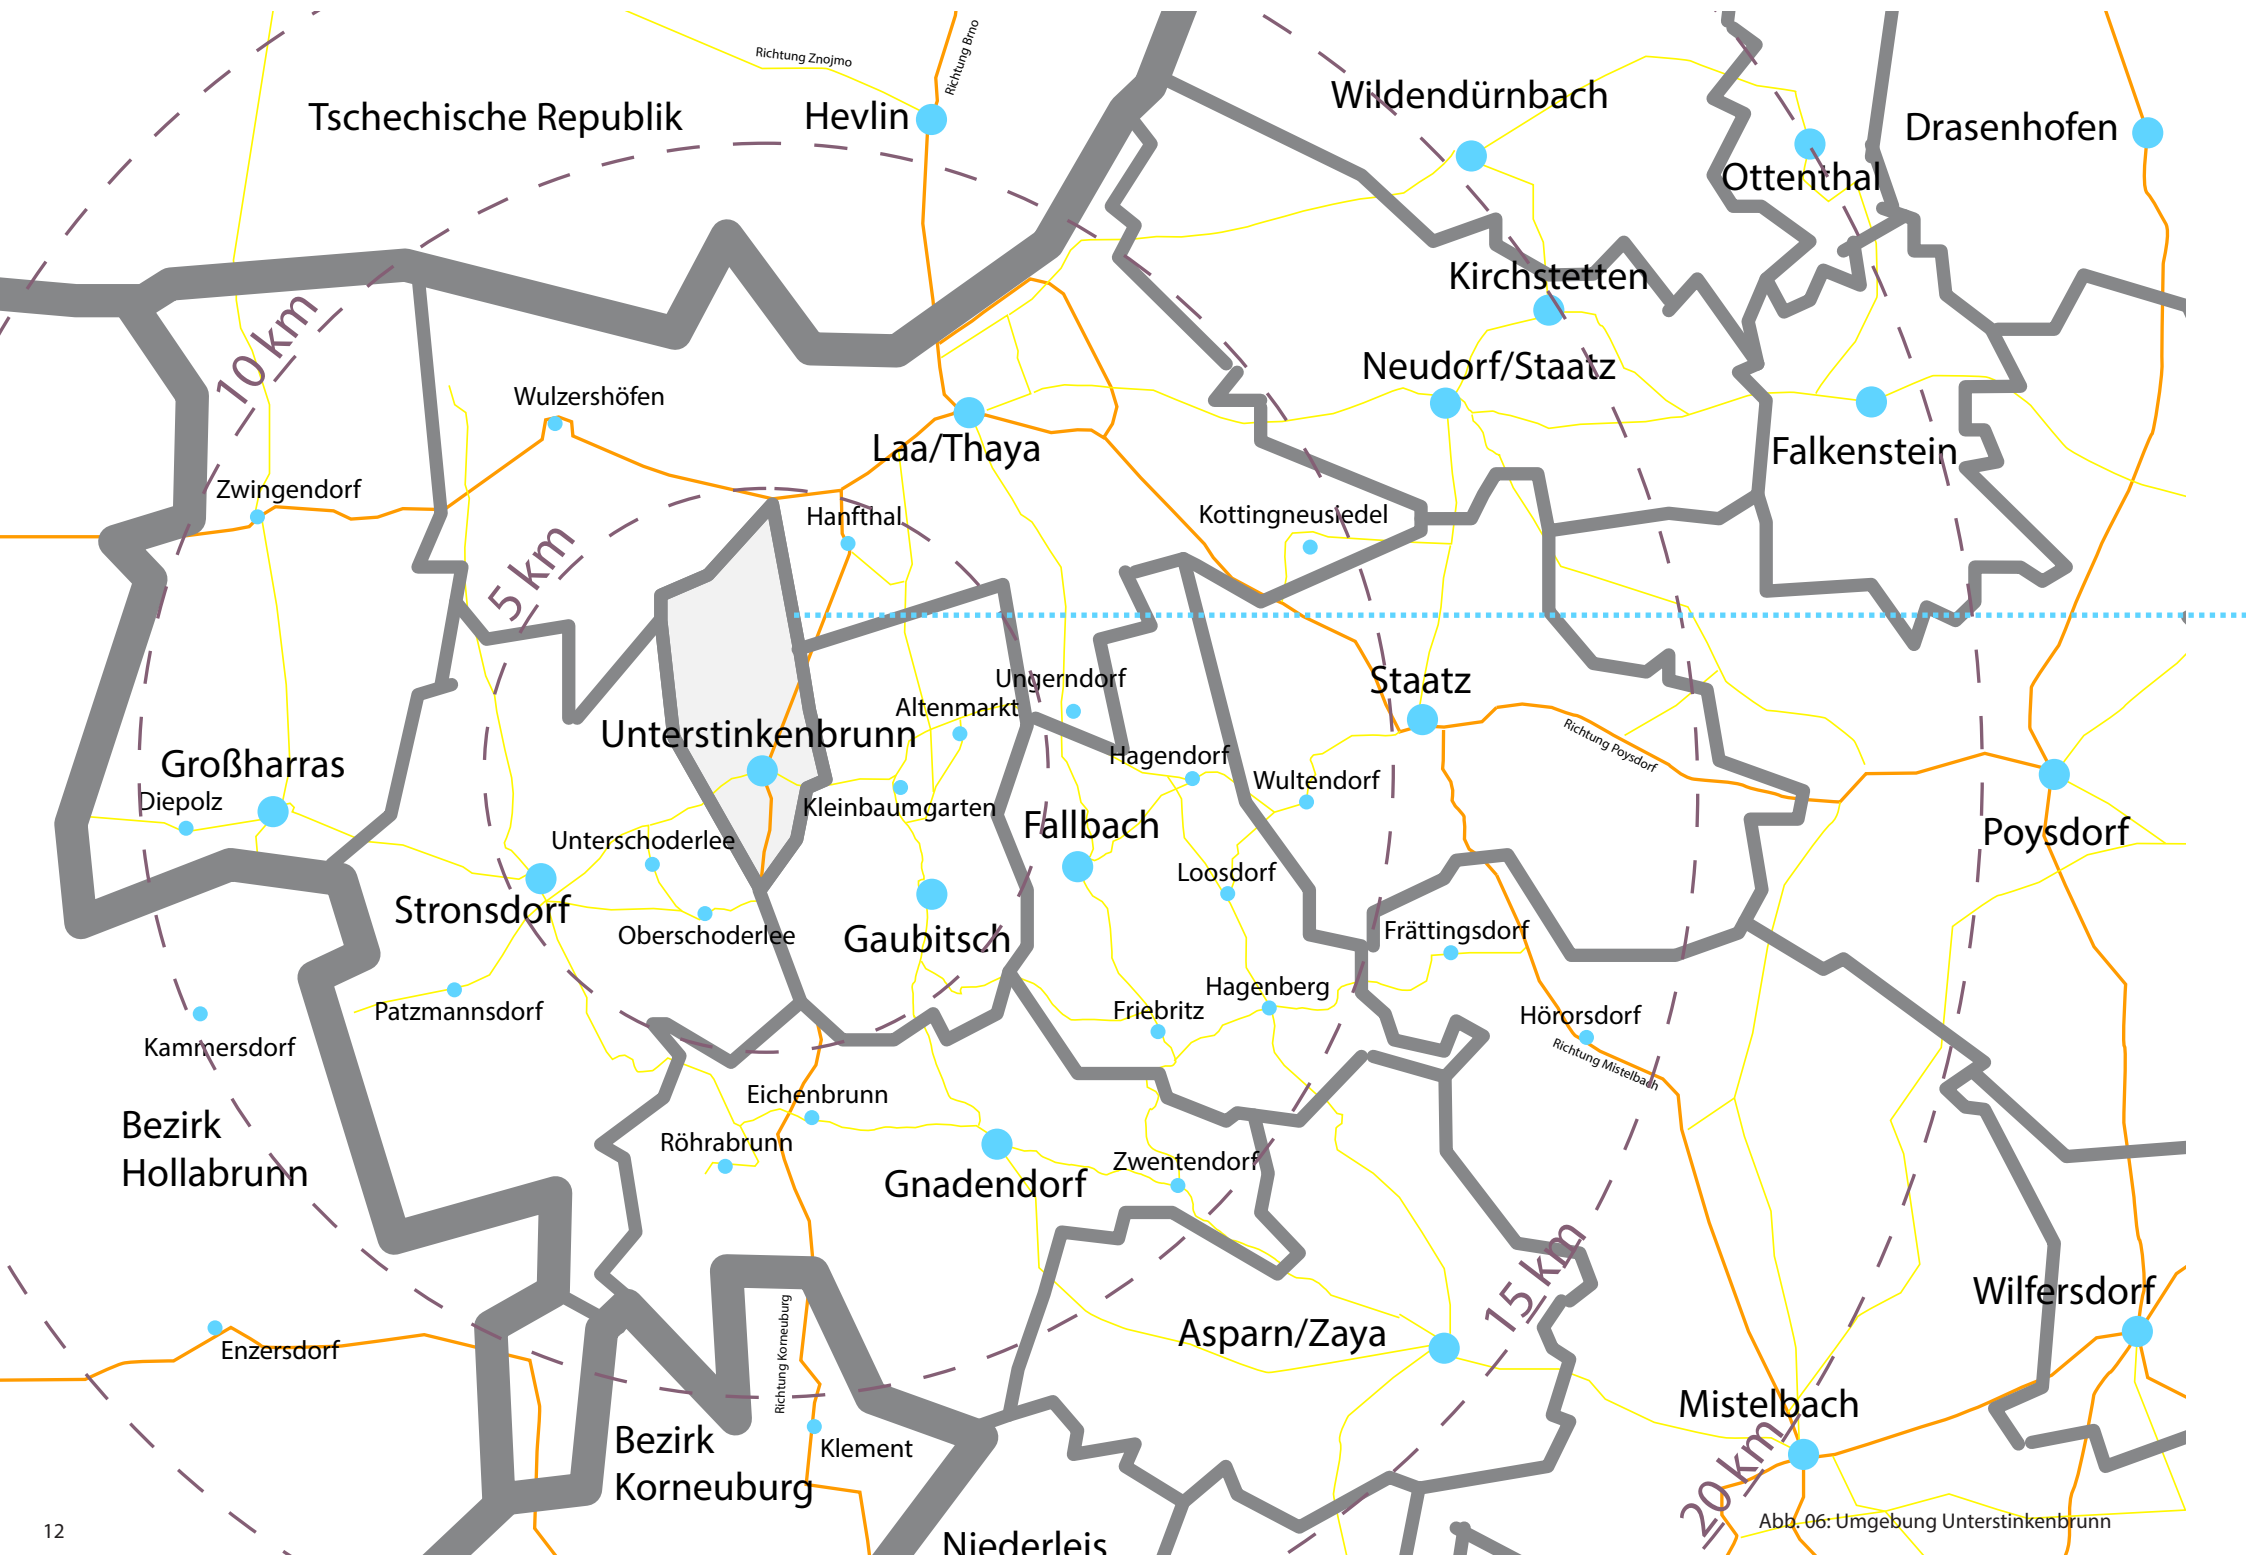 Richtung Znojmo
Richtung Brno
Tschechische Republik
Hevlin
Wildendürnbach
Drasenhofen
Ottenthal
Kirchstetten
10 km
Neudorf/Staatz
Wulzershöfen
Laa/Thaya
Falkenstein
Zwingendorf
Hanfthal
Kottingneusiedel
5 km
Ungerndorf
Staatz
Altenmarkt
Unterstinkenbrunn
Richtung Poysdorf
Großharras
Hagendorf
Wultendorf
Diepolz
Kleinbaumgarten
Fallbach
Poysdorf
Unterschoderlee
Loosdorf
Stronsdorf
Oberschoderlee
Gaubitsch
Frättingsdorf
Hagenberg
Patzmannsdorf
Friebritz
Hörorsdorf
Kammersdorf
Richtung Mistelbach
Eichenbrunn
Bezirk
Hollabrunn
Röhrabrunn
Zwentendorf
Gnadendorf
15 km
Wilfersdorf
Asparn/Zaya
Enzersdorf
Richtung Korneuburg
Mistelbach
Bezirk
Korneuburg
Klement
20 km
12
Abb. 06: Umgebung Unterstinkenbrunn
Niederleis